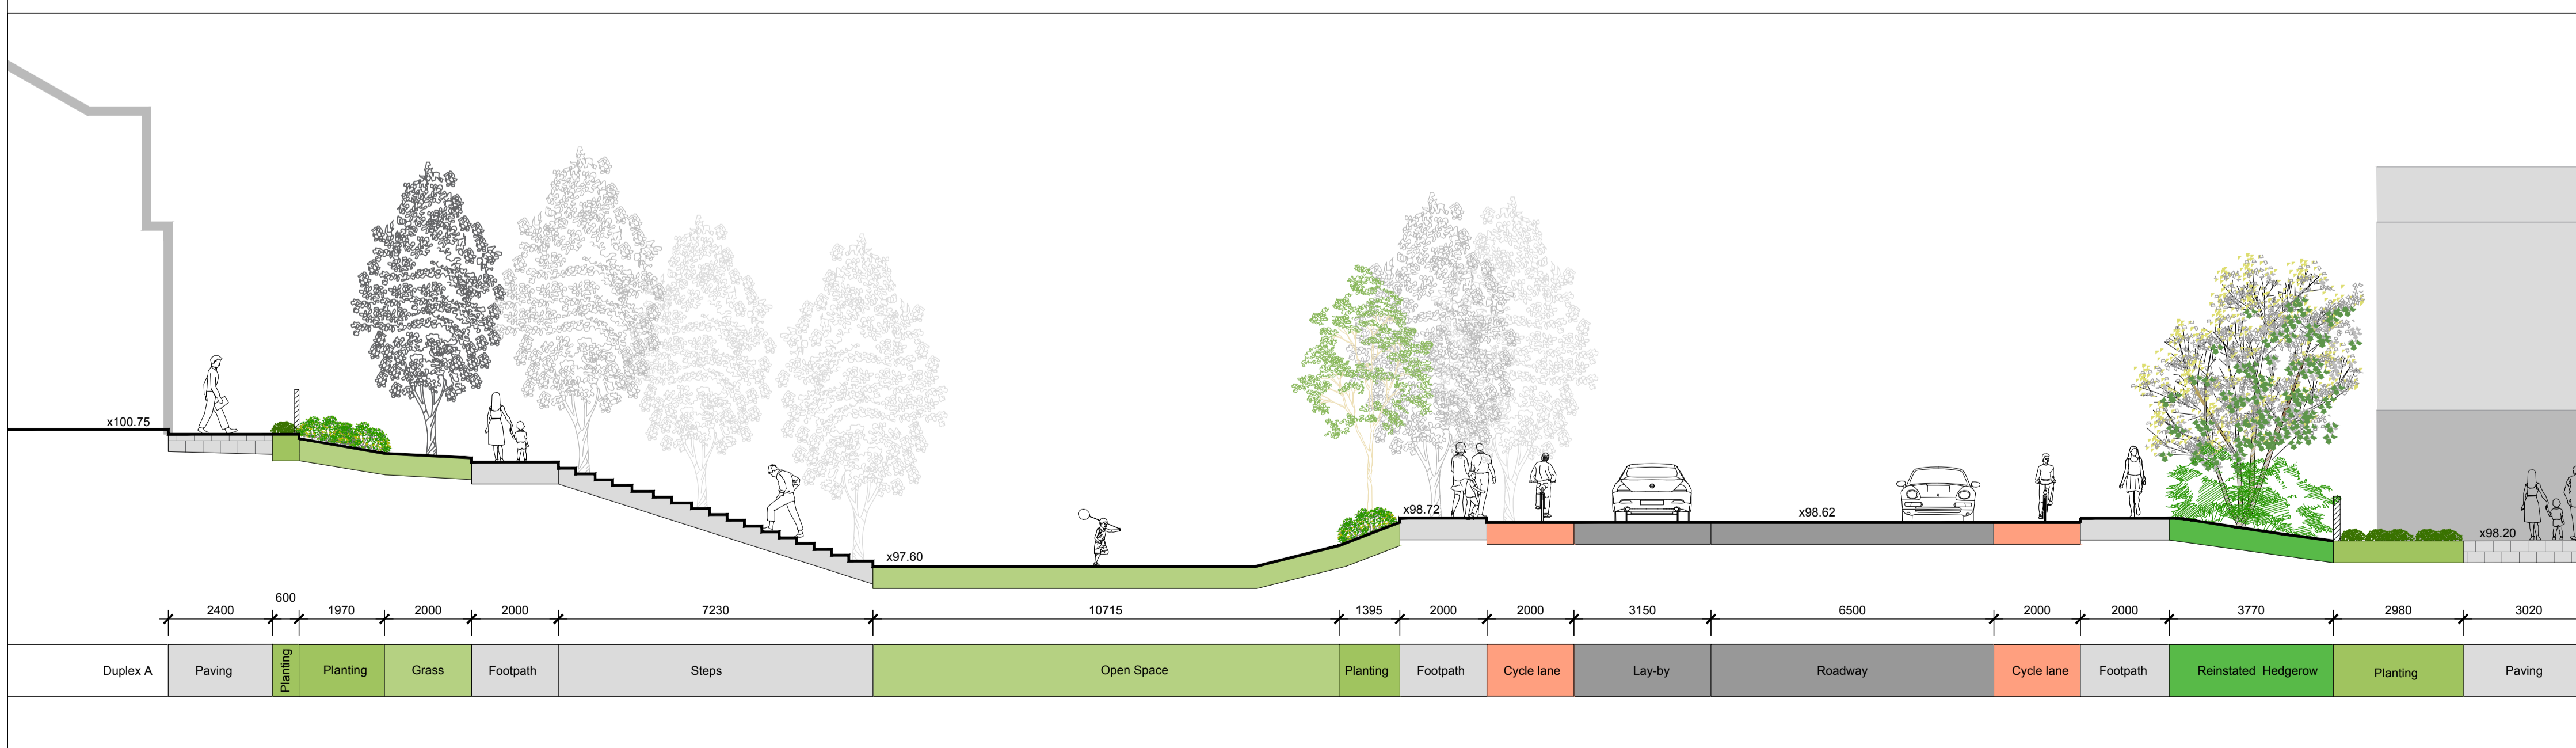 x100.75
x97.60
x98.72
x98.62
x98.20
2400
600
1970
2000
2000
7230
10715
1395
2000
2000
3150
6500
2000
2000
3770
2980
3020
Duplex A
Paving
Planting
Planting
Grass
Footpath
Steps
Open Space
Planting
Footpath
Cycle lane
Lay-by
Roadway
Cycle lane
Footpath
Reinstated Hedgerow
Planting
Paving